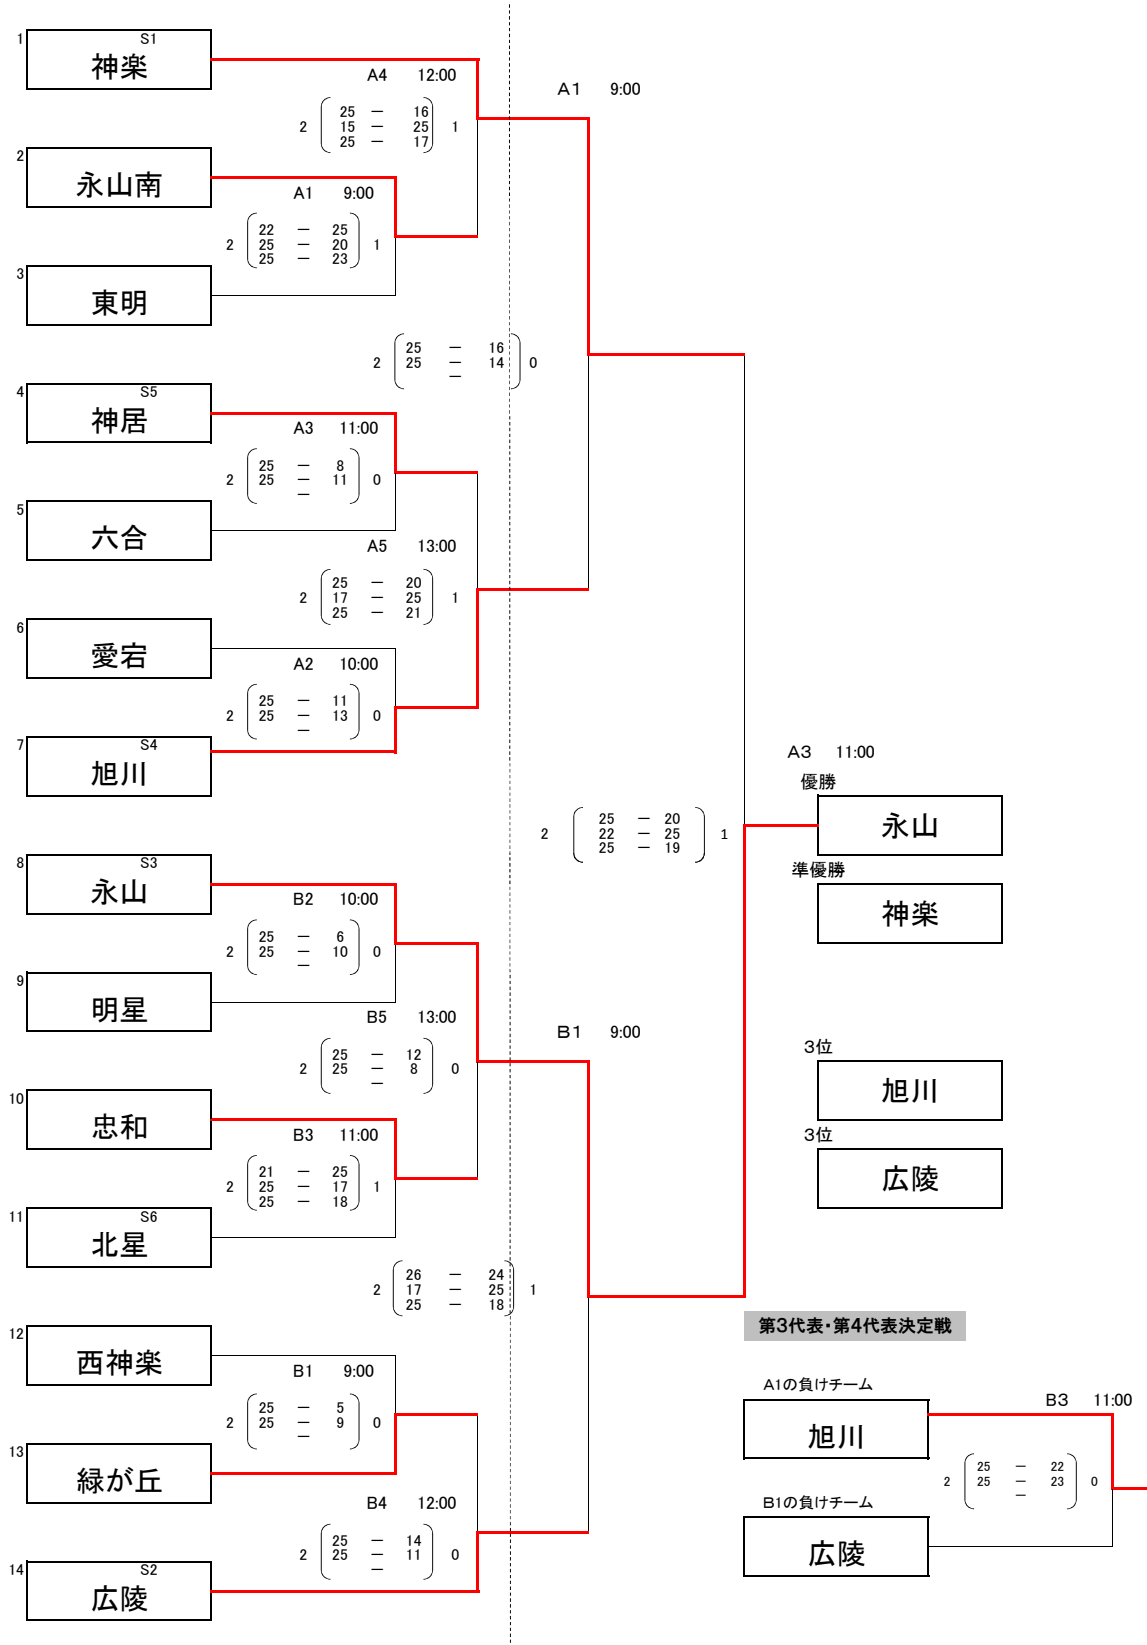 1 S1
神楽
A4 12:00
A1 9:00
25 ー 16
2 15 ー 25 1
25 ー 17
2
永山南
A1 9:00
22 ー 25
2 25 ー 20 1
25 ー 23
3
東明
25 ー 16
2 25 ー 14 0
ー
4 S5
神居
A3 11:00
25 ー 8
2 25 ー 11 0
ー
5
六合
A5 13:00
25 ー 20
2 17 ー 25 1
25 ー 21
6
愛宕
A2 10:00
25 ー 11
2 25 ー 13 0
ー
7 S4
旭川
A3 11:00
優勝
永山
25 ー 20
2 22 ー 25 1
25 ー 19
準優勝
神楽
8 S3
永山
B2 10:00
25 ー 6
2 25 ー 10 0
ー
9
明星
B5 13:00
B1 9:00
25 ー 12
2 25 ー 8 0
ー
3位
旭川
10
忠和
B3 11:00
21 ー 25
2 25 ー 17 1
25 ー 18
3位
広陵
11 S6
北星
26 ー 24
2 17 ー 25 1
25 ー 18
12
西神楽
第3代表・第4代表決定戦
B1 9:00
25 ー 5
2 25 ー 9 0
ー
A1の負けチーム
旭川
B3 11:00
13
緑が丘
25 ー 22
2 25 ー 23 0
ー
B4 12:00
25 ー 14
2 25 ー 11 0
ー
B1の負けチーム
広陵
14 S2
広陵